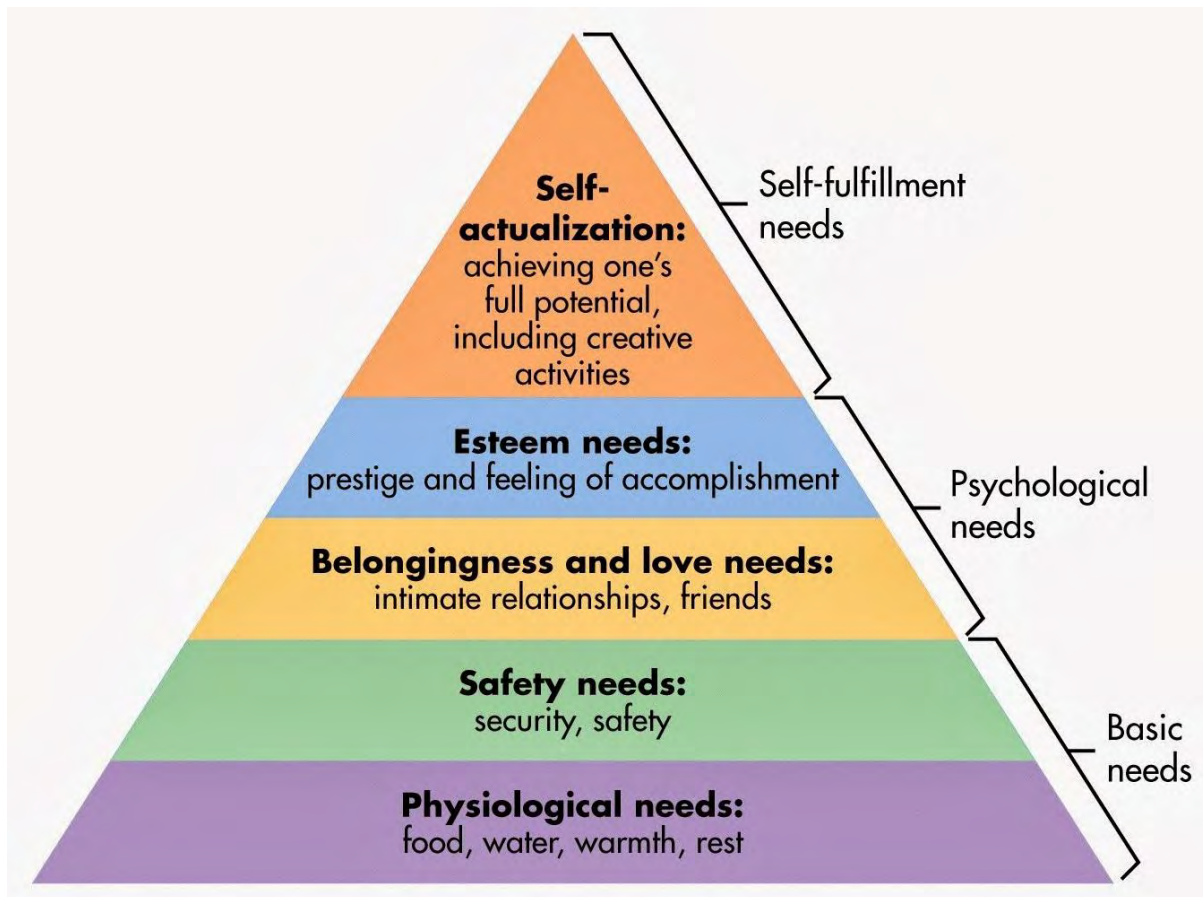 Self-
actualization:
achieving one's
full potential,
including creative
activities
Self-fulfillment
needs
Esteem needs:
prestige and feeling of accomplishment
Psychological
needs
Belongingness and love needs:
intimate relationships, friends
Safety needs:
security, safety
Basic
needs
Physiological needs:
food, water, warmth, rest